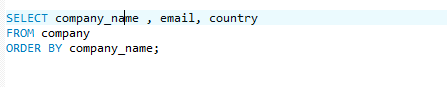 SELECT company_name , email, country
FROM company
ORDER BY company_name;